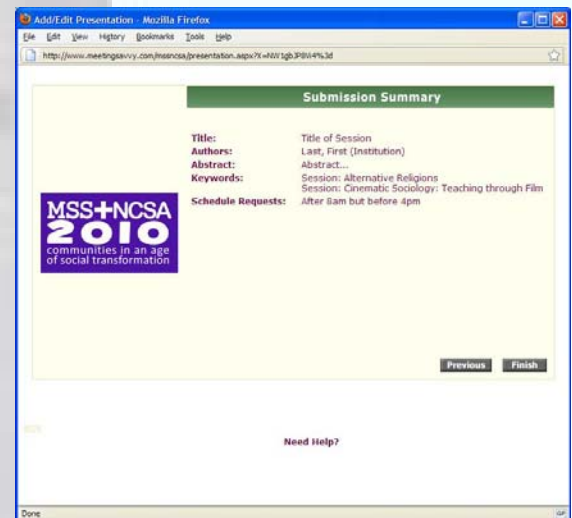 Add/Edit Presentation - Mozilla Firefox
File Edit View History Bookmarks Tools Help
Submission Summary
Title: Title of Session
Authors: Last, First (Institution)
Abstract: Abstract...
Keywords: Session: Alternative Religions
Session: Cinematic Sociology: Teaching through Film
Schedule Requests: After 8am but before 4pm
MSS+NCSA
2010
communities in an age
of social transformation
Previous Finish
Need Help?
Done